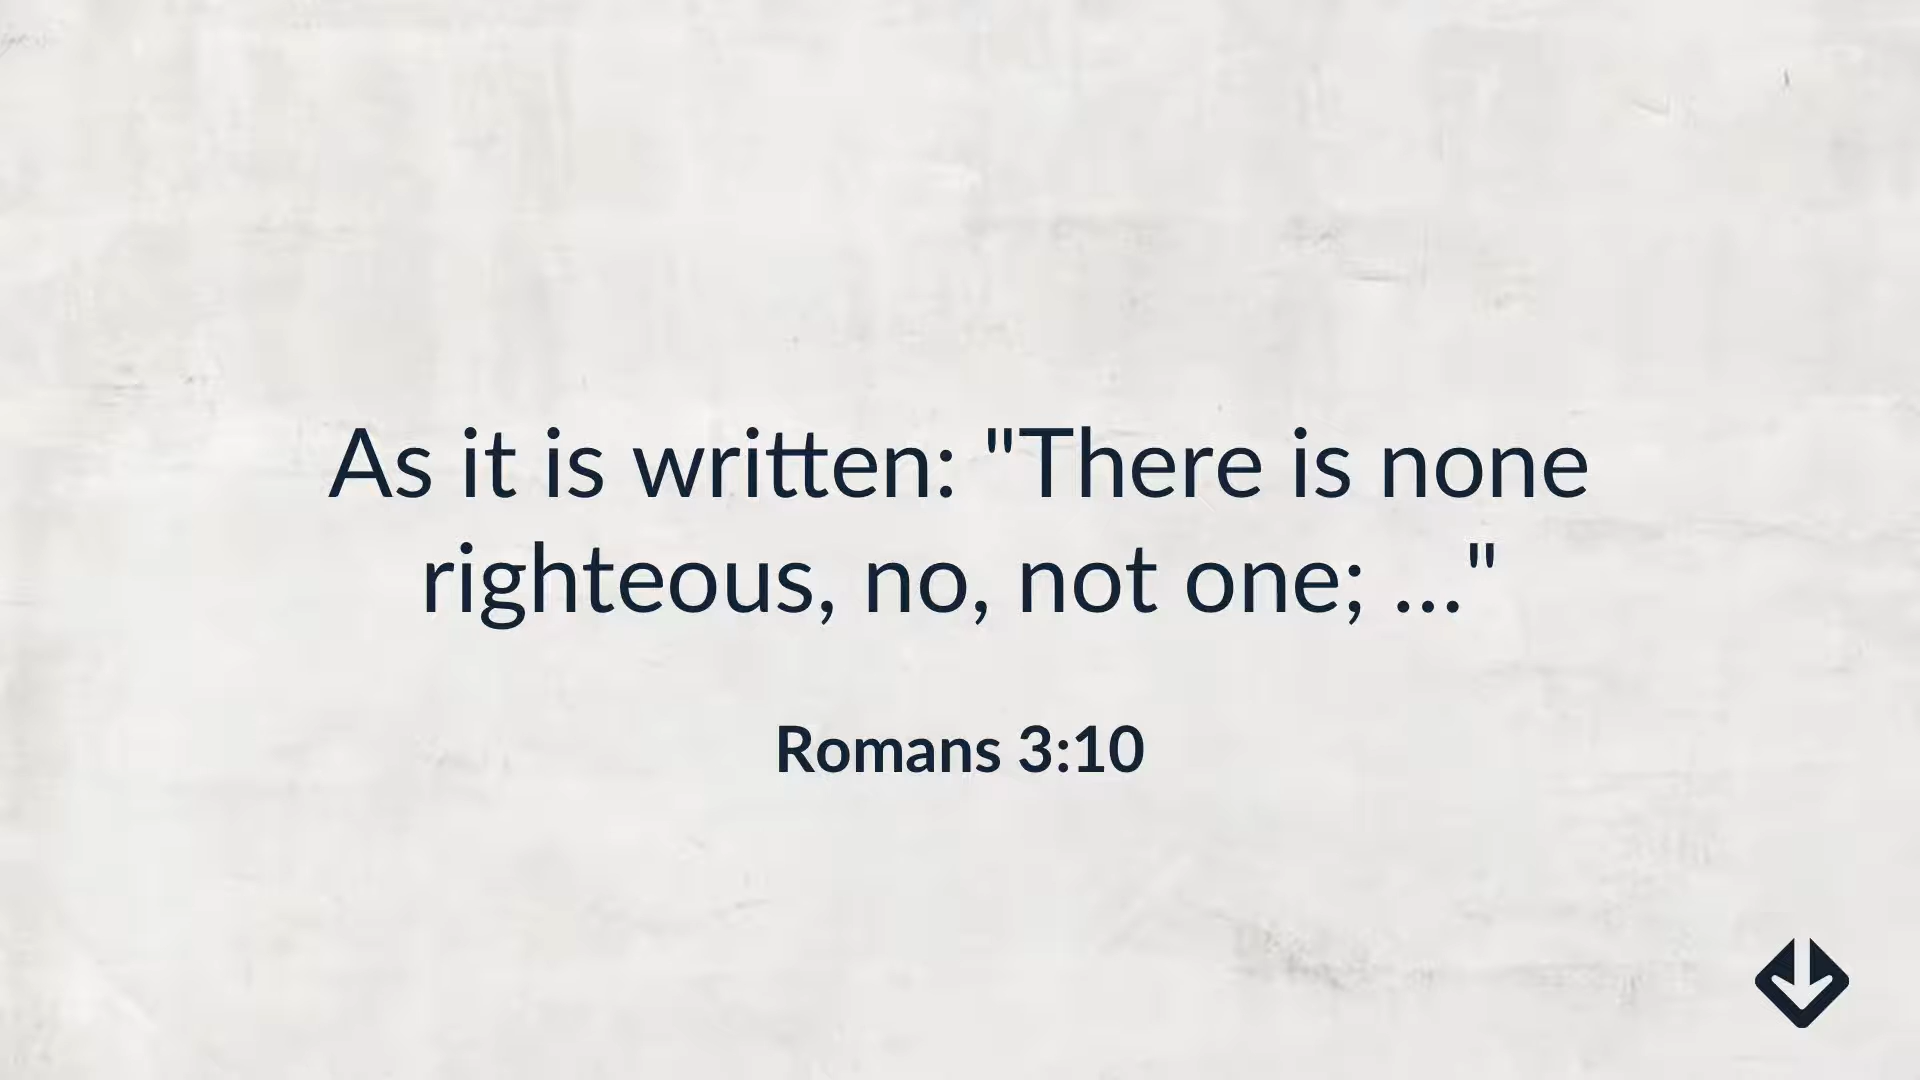 As it is written: "There is none
righteous, no, not one; ..."
Romans 3:10